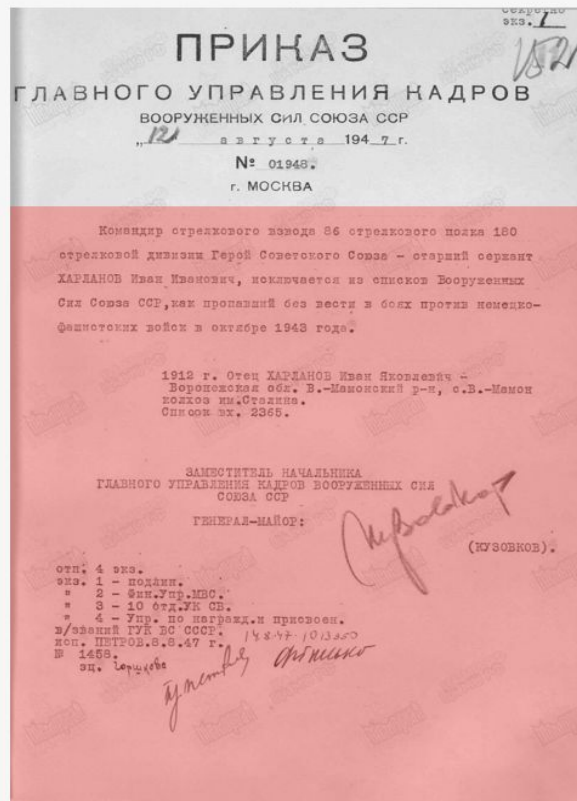 Секретно
экз. 1
ПРИКАЗ
ГЛАВНОГО УПРАВЛЕНИЯ КАДРОВ
ВООРУЖЕННЫХ СИЛ СОЮЗА ССР
„12" августа 1947 г.
№ 01948.
г. МОСКВА
Командир стрелкового взвода 86 стрелкового полка 180
стрелковой дивизии Герой Советского Союза – старший сержант
ХАРЛАНОВ Иван Иванович, исключается из списков Вооруженных
Сил Союза ССР, как пропавший без вести в боях против немецко-
фашистских войск в октябре 1943 года.
1912 г. Отец ХАРЛАНОВ Иван Яковлевич –
Воронежская обл. В.-Мамонский р-н, с.В.-Мамон
колхоз им.Сталина.
Список вх. 2365.
ЗАМЕСТИТЕЛЬ НАЧАЛЬНИКА
ГЛАВНОГО УПРАВЛЕНИЯ КАДРОВ ВООРУЖЕННЫХ СИЛ
СОЮЗА ССР
ГЕНЕРАЛ-МАЙОР:
(КУЗОВКОВ).
отп. 4 экз.
экз. 1 – подлин.
" 2 – Фин.Упр.МВС.
" 3 – 10 отд.УК СВ.
" 4 – Упр. по награжд.и присвоен.
в/званий ГУК ВС СССР.
исп. ПЕТРОВ.8.8.47 г.
№ 1458.
эц. Горшкова